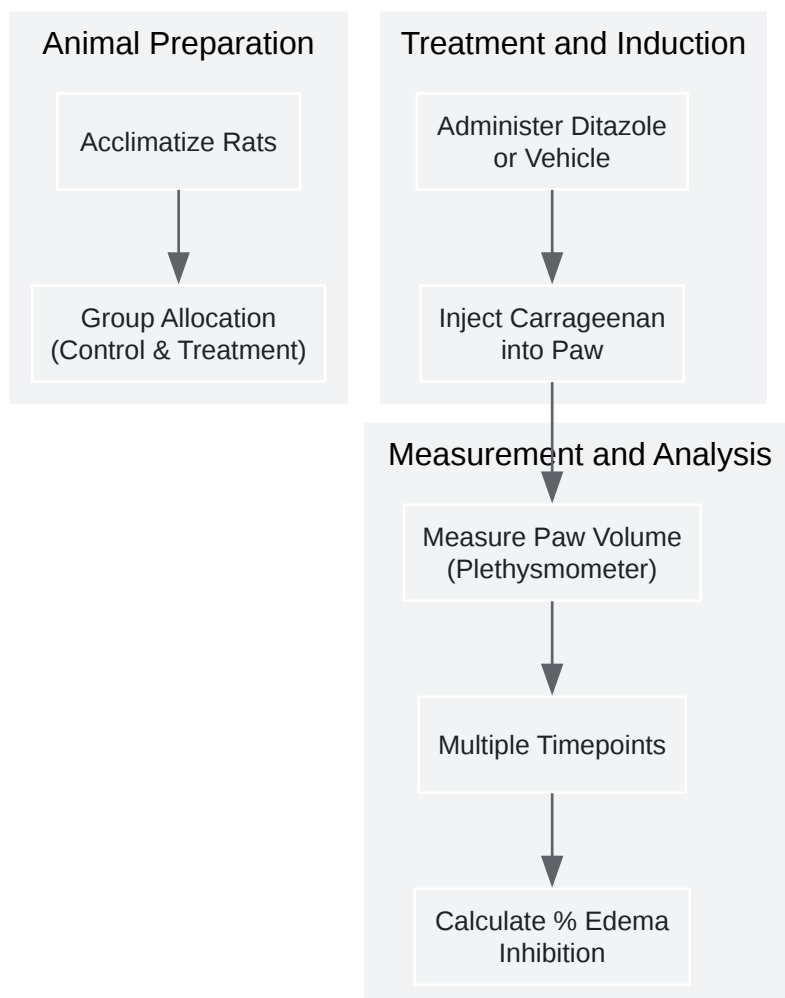 Animal Preparation
Acclimatize Rats
Group Allocation
(Control & Treatment)
Treatment and Induction
Administer Ditazole
or Vehicle
Inject Carrageenan
into Paw
Measurement and Analysis
Measure Paw Volume
(Plethysmometer)
Multiple Timepoints
Calculate % Edema
Inhibition